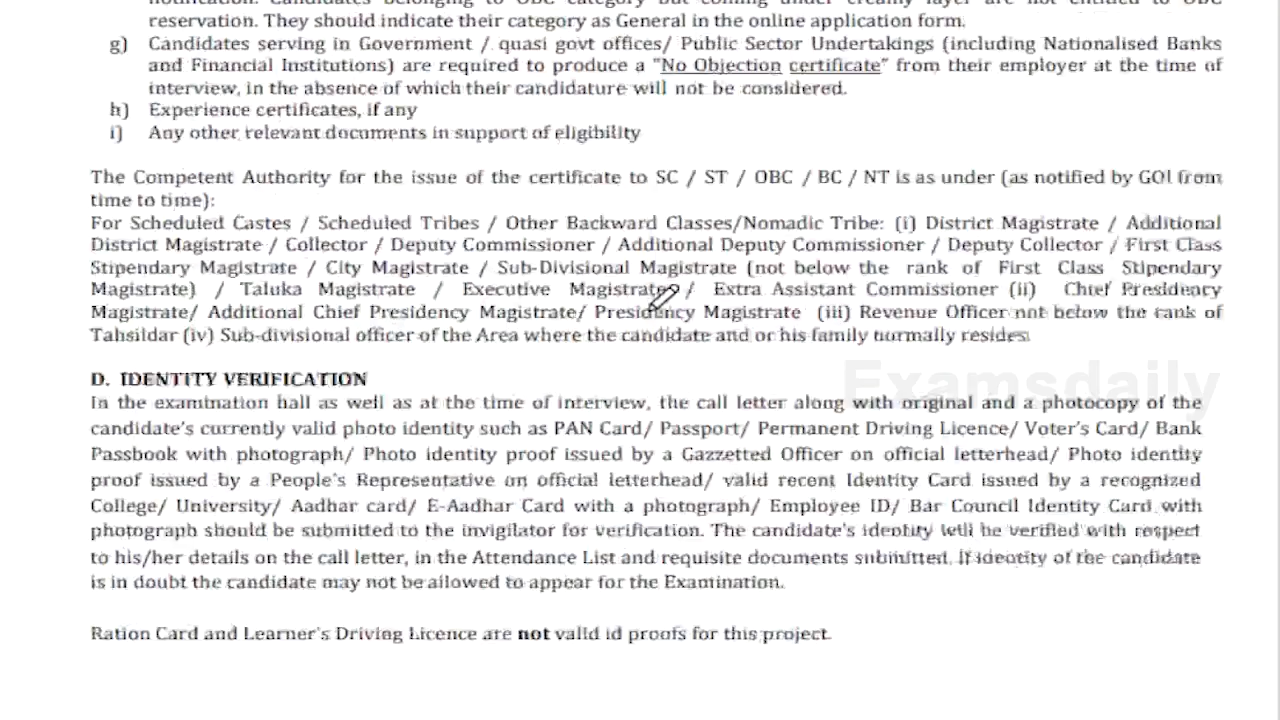 notification. Candidates belonging to OBC category but coming under creamy layer are not entitled to OBC
reservation. They should indicate their category as General in the online application form.
g) Candidates serving in Government / quasi govt offices/ Public Sector Undertakings (including Nationalised Banks
and Financial Institutions) are required to produce a "No Objection certificate" from their employer at the time of
interview, in the absence of which their candidature will not be considered.
h) Experience certificates, if any
i) Any other relevant documents in support of eligibility
The Competent Authority for the issue of the certificate to SC / ST / OBC / BC / NT is as under (as notified by GOI from
time to time):
For Scheduled Castes / Scheduled Tribes / Other Backward Classes/Nomadic Tribe: (i) District Magistrate / Additional
District Magistrate / Collector / Deputy Commissioner / Additional Deputy Commissioner / Deputy Collector / First Class
Stipendary Magistrate / City Magistrate / Sub-Divisional Magistrate (not below the rank of First Class Stipendary
Magistrate) / Taluka Magistrate / Executive Magistrate / Extra Assistant Commissioner (ii) Chief Presidency
Magistrate/ Additional Chief Presidency Magistrate/ Presidency Magistrate (iii) Revenue Officer not below the rank of
Tahsildar (iv) Sub-divisional officer of the Area where the candidate and or his family normally resides.
Examsdaily
D. IDENTITY VERIFICATION
In the examination hall as well as at the time of interview, the call letter along with original and a photocopy of the
candidate's currently valid photo identity such as PAN Card/ Passport/ Permanent Driving Licence/ Voter's Card/ Bank
Passbook with photograph/ Photo identity proof issued by a Gazzetted Officer on official letterhead/ Photo identity
proof issued by a People's Representative on official letterhead/ valid recent Identity Card issued by a recognized
College/ University/ Aadhar card/ E-Aadhar Card with a photograph/ Employee ID/ Bar Council Identity Card with
photograph should be submitted to the invigilator for verification. The candidate's identity will be verified with respect
to his/her details on the call letter, in the Attendance List and requisite documents submitted. If identity of the candidate
is in doubt the candidate may not be allowed to appear for the Examination.
Ration Card and Learner's Driving Licence are not valid id proofs for this project.